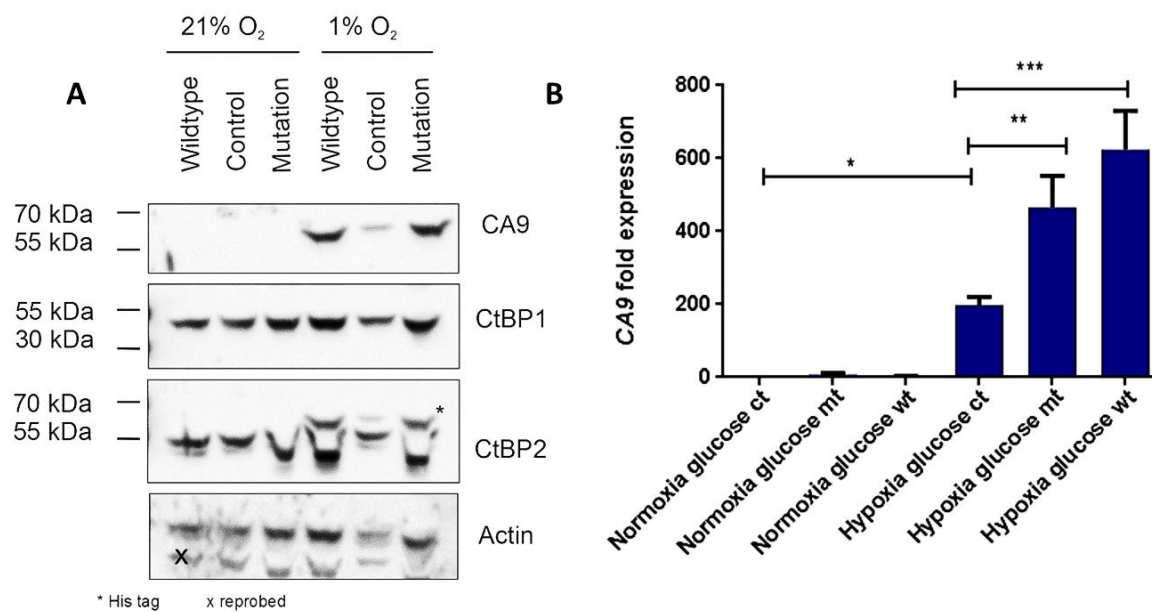 A
21% O₂
1% O₂
Wildtype
Control
Mutation
Wildtype
Control
Mutation
70 kDa
55 kDa
CA9
55 kDa
30 kDa
CtBP1
70 kDa
55 kDa
*
CtBP2
x
Actin
* His tag x reprobed
B
CA9 fold expression
800
600
400
200
0
***
**
*
Normoxia glucose ct
Normoxia glucose mt
Normoxia glucose wt
Hypoxia glucose ct
Hypoxia glucose mt
Hypoxia glucose wt